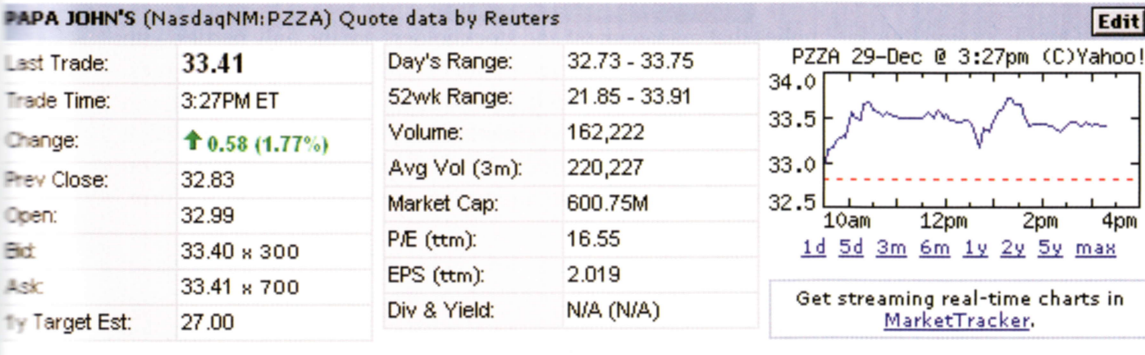 PAPA JOHN'S (NasdaqNM:PZZA) Quote data by Reuters
Edit
Last Trade: 33.41
Trade Time: 3:27PM ET
Change: 0.58 (1.77%)
Prev Close: 32.83
Open: 32.99
Bid: 33.40 x 300
Ask: 33.41 x 700
1y Target Est: 27.00
Day's Range: 32.73 - 33.75
52wk Range: 21.85 - 33.91
Volume: 162,222
Avg Vol (3m): 220,227
Market Cap: 600.75M
P/E (ttm): 16.55
EPS (ttm): 2.019
Div & Yield: N/A (N/A)
PZZA 29-Dec @ 3:27pm (C)Yahoo!
34.0
33.5
33.0
32.5
10am 12pm 2pm 4pm
1d 5d 3m 6m 1y 2y 5y max
Get streaming real-time charts in
MarketTracker.